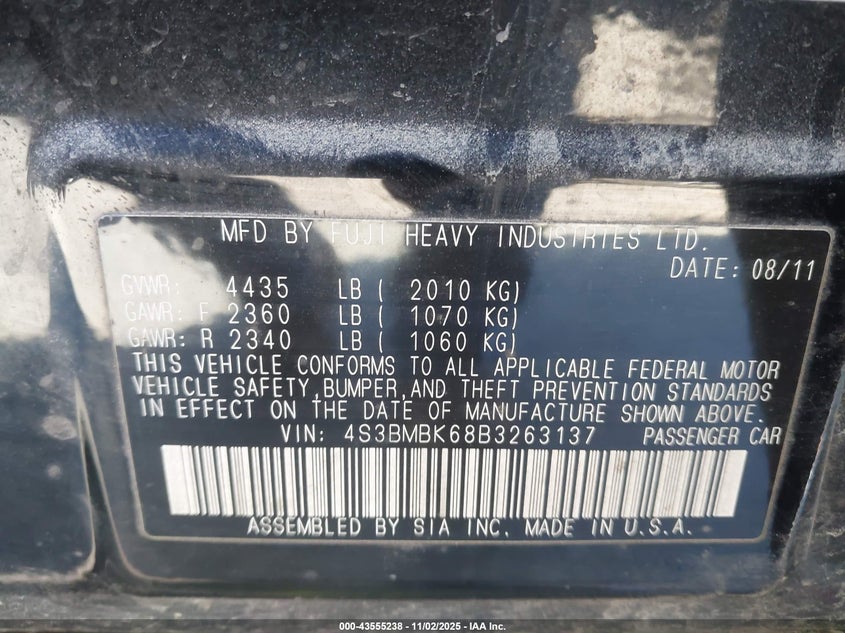 MFD BY FUJI HEAVY INDUSTRIES LTD.
DATE: 08/11
GVWR: 4435 LB ( 2010 KG)
GAWR: F 2360 LB ( 1070 KG)
GAWR: R 2340 LB ( 1060 KG)
THIS VEHICLE CONFORMS TO ALL APPLICABLE FEDERAL MOTOR
VEHICLE SAFETY,BUMPER,AND THEFT PREVENTION STANDARDS
IN EFFECT ON THE DATE OF MANUFACTURE SHOWN ABOVE.
VIN: 4S3BMBK68B3263137 PASSENGER CAR
ASSEMBLED BY SIA INC. MADE IN U.S.A.
000-43555238 - 11/02/2025 - IAA Inc.